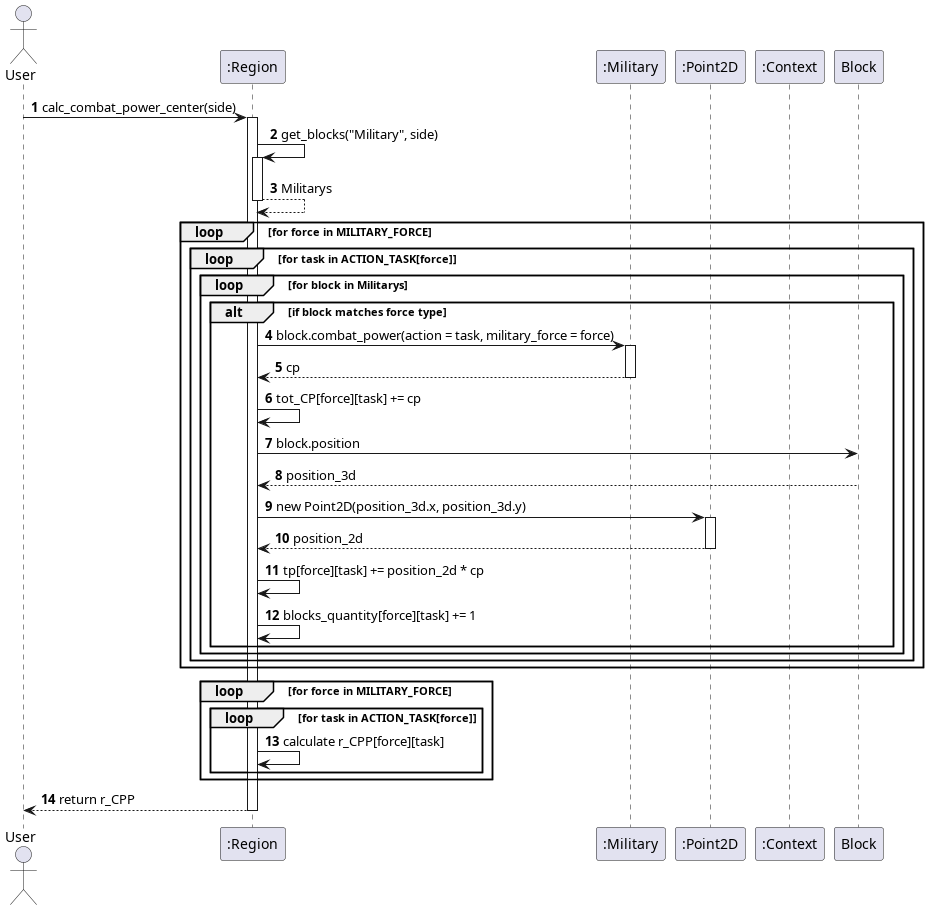 User
:Region
:Military
:Point2D
:Context
Block
1 calc_combat_power_center(side)
2 get_blocks("Military", side)
3 Militarys
loop [for force in MILITARY_FORCE]
loop [for task in ACTION_TASK[force]]
loop [for block in Militarys]
alt [if block matches force type]
4 block.combat_power(action = task, military_force = force)
5 cp
6 tot_CP[force][task] += cp
7 block.position
8 position_3d
9 new Point2D(position_3d.x, position_3d.y)
10 position_2d
11 tp[force][task] += position_2d * cp
12 blocks_quantity[force][task] += 1
loop [for force in MILITARY_FORCE]
loop [for task in ACTION_TASK[force]]
13 calculate r_CPP[force][task]
14 return r_CPP
User
:Region
:Military
:Point2D
:Context
Block